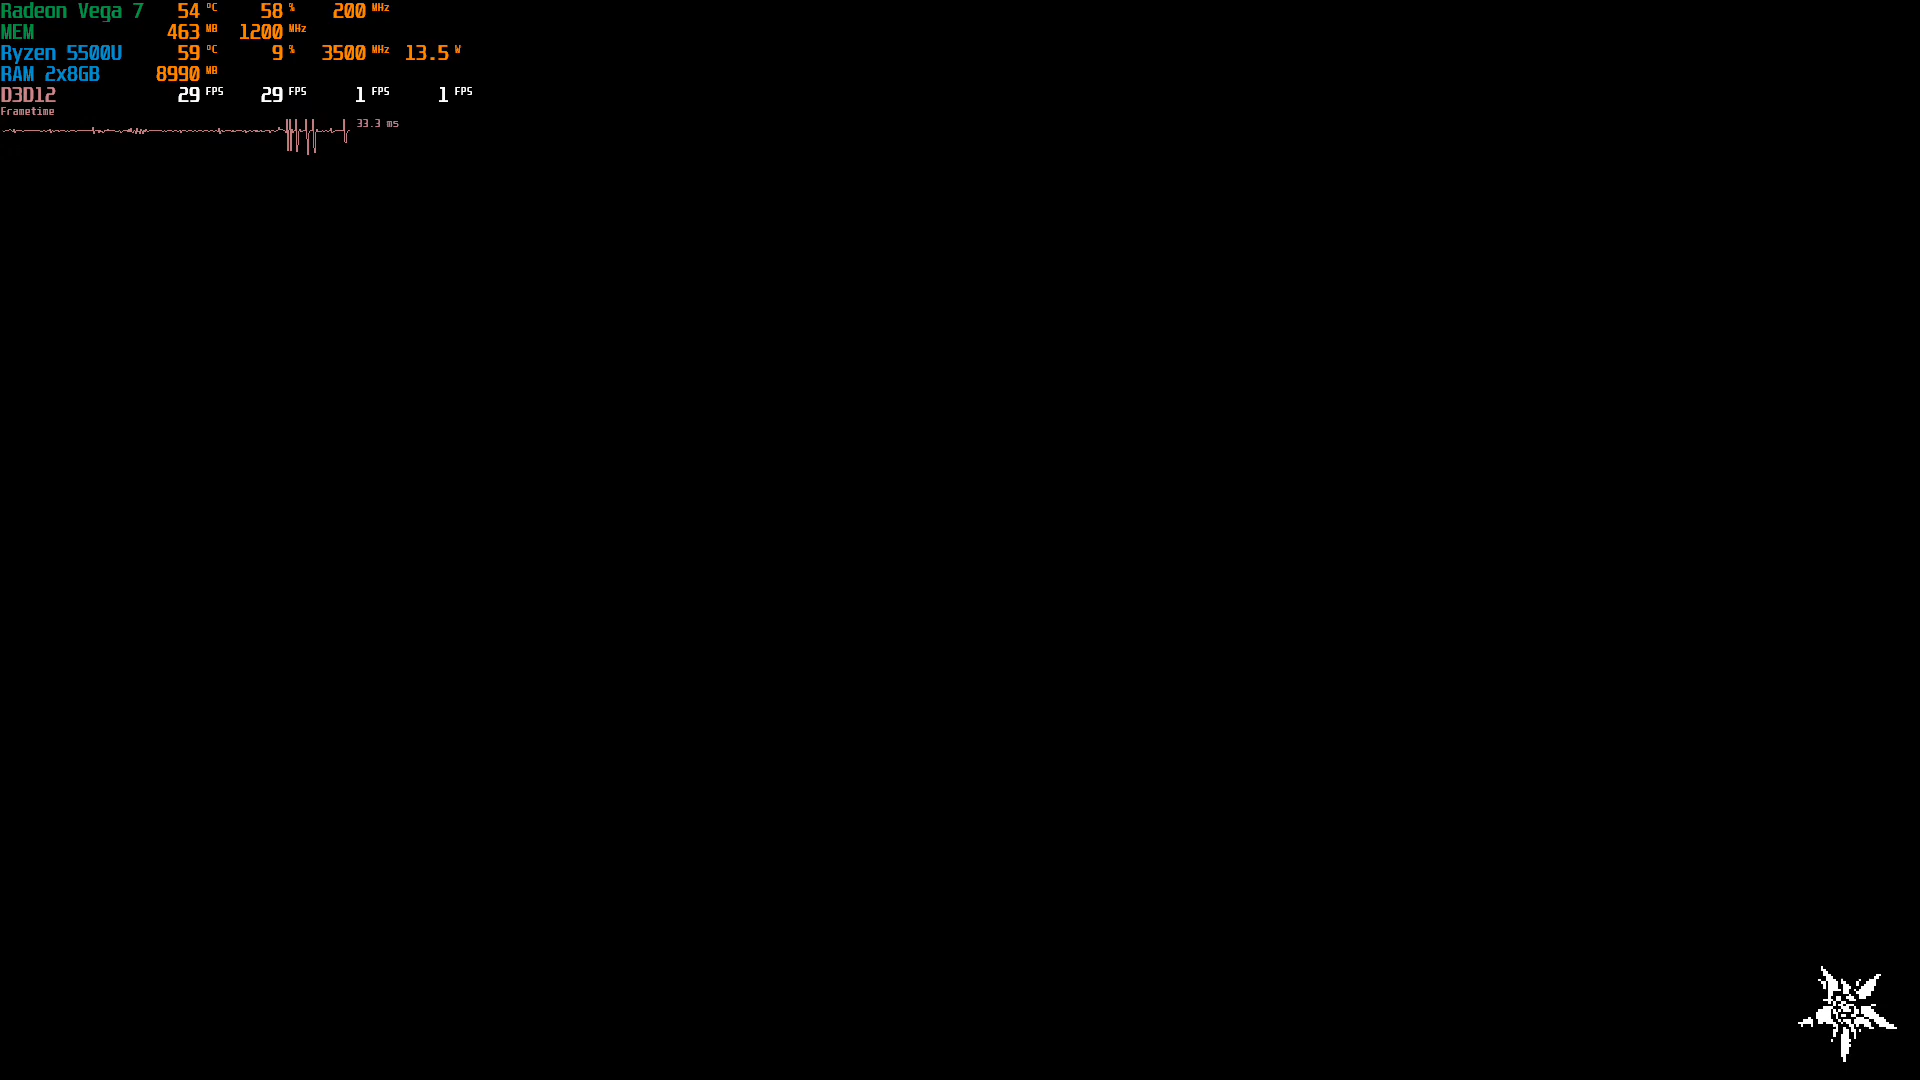 Radeon Vega 7 54 °C 58 % 200 MHz
MEM 463 MB 1200 MHz
Ryzen 5500U 59 °C 9 % 3500 MHz 13.5 W
RAM 2x8GB 8990 MB
D3D12 29 FPS 29 FPS 1 FPS 1 FPS
Frametime
33.3 ms